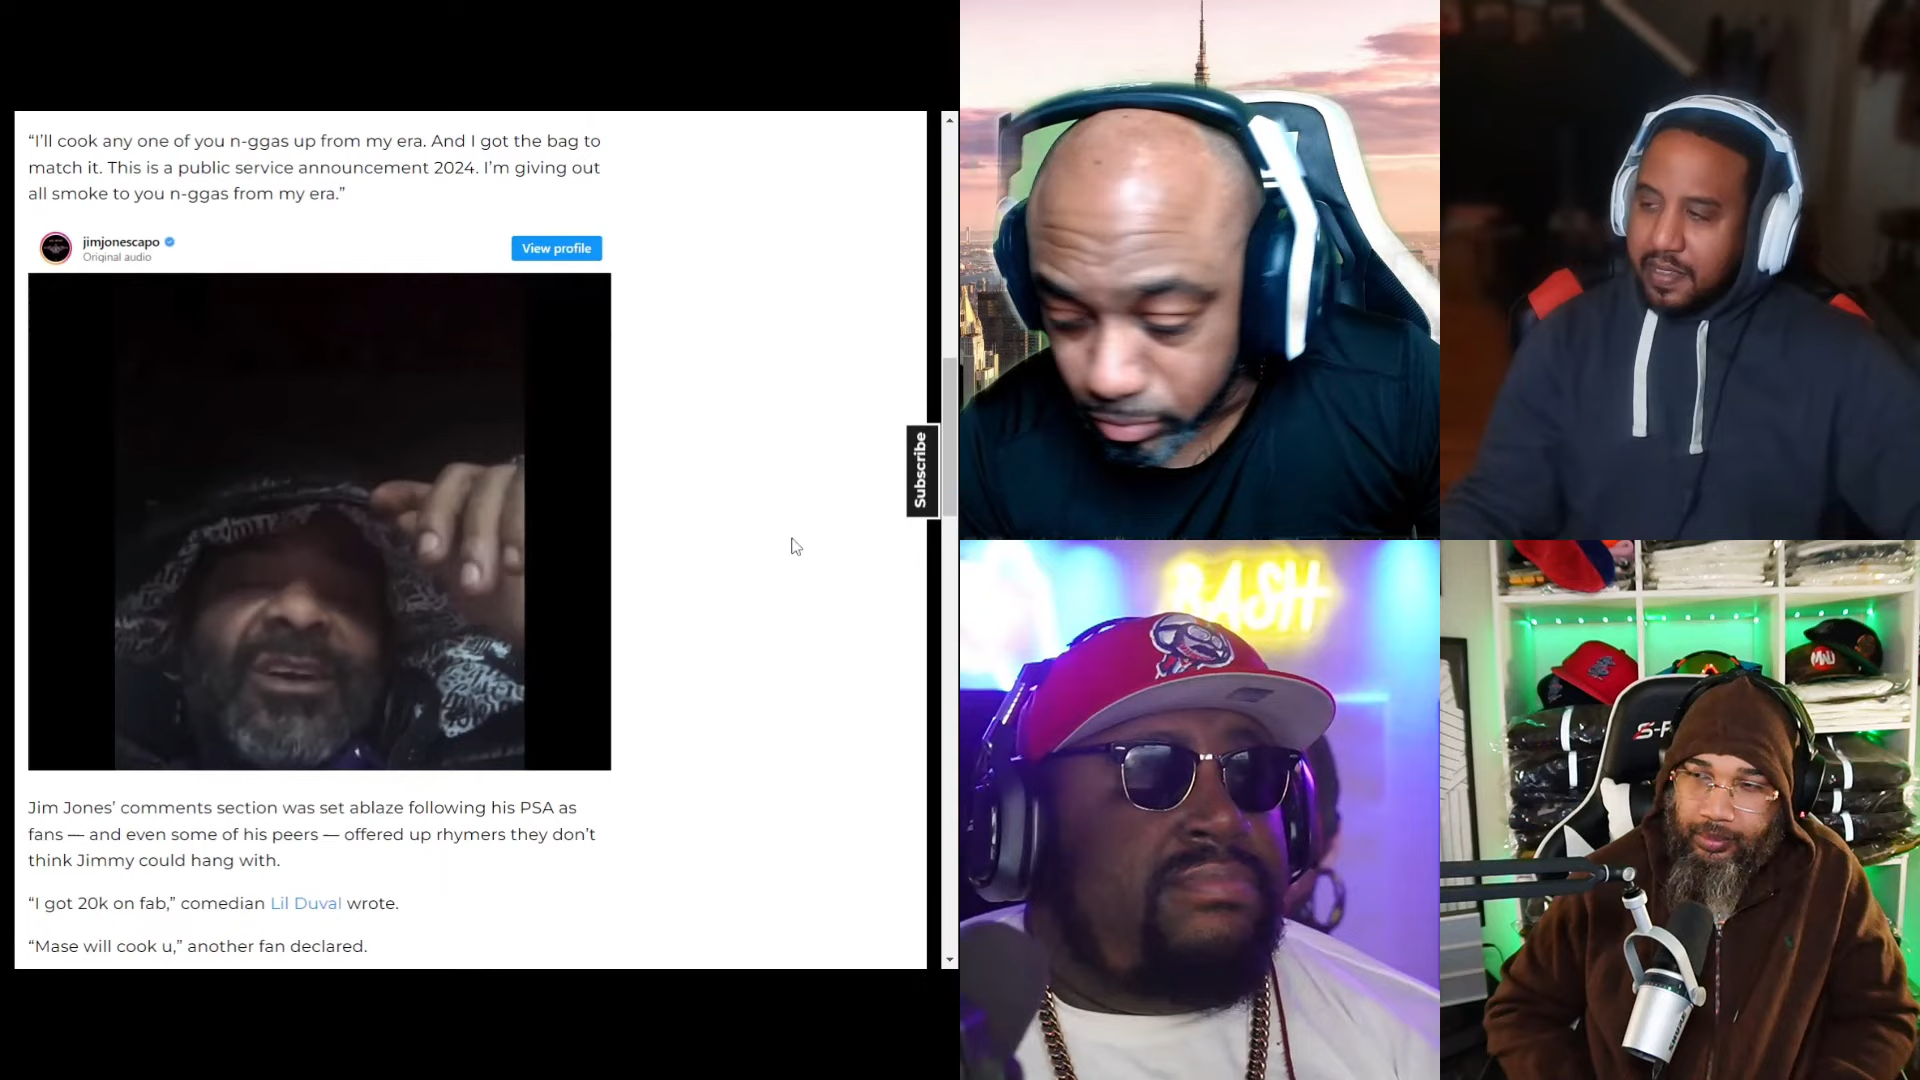 “I’ll cook any one of you n-ggas up from my era. And I got the bag to
match it. This is a public service announcement 2024. I’m giving out
all smoke to you n-ggas from my era.”
jimjonescapo
Original audio
View profile
Subscribe
Jim Jones’ comments section was set ablaze following his PSA as
fans — and even some of his peers — offered up rhymers they don’t
think Jimmy could hang with.
“I got 20k on fab,” comedian Lil Duval wrote.
“Mase will cook u,” another fan declared.
BASH
S-R